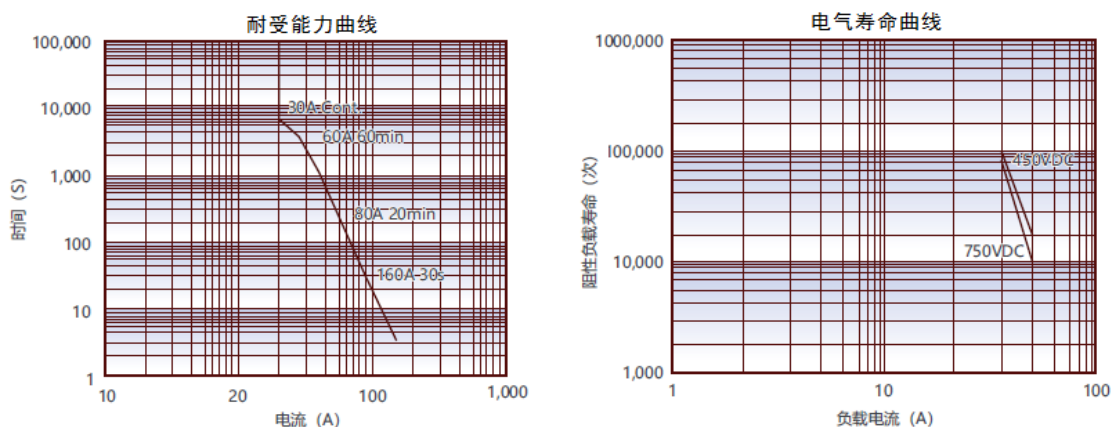 耐受能力曲线
100,000
10,000
1,000
100
10
1
时间（S）
30A Cont.
60A 60min
80A 20min
160A 30s
10
20
100
1,000
电流（A）
电气寿命曲线
1000,000
100,000
10,000
1,000
阻性负载寿命（次）
450VDC
750VDC
1
10
100
负载电流（A）